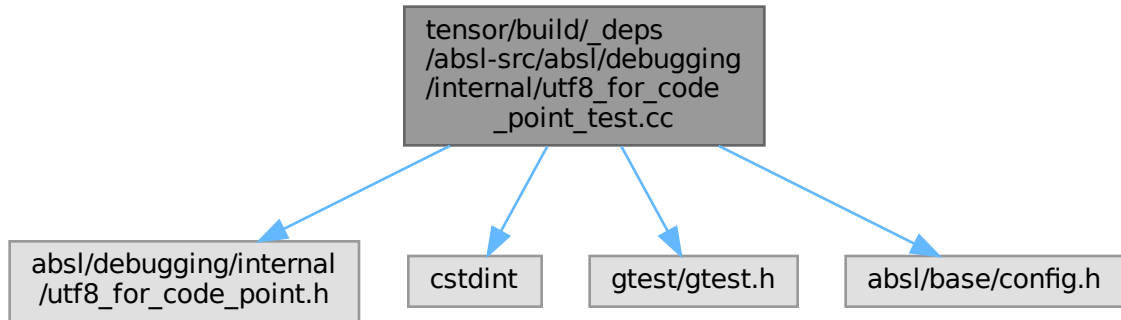 tensor/build/_deps
/absl-src/absl/debugging
/internal/utf8_for_code
_point_test.cc
absl/debugging/internal
/utf8_for_code_point.h
cstdint
gtest/gtest.h
absl/base/config.h